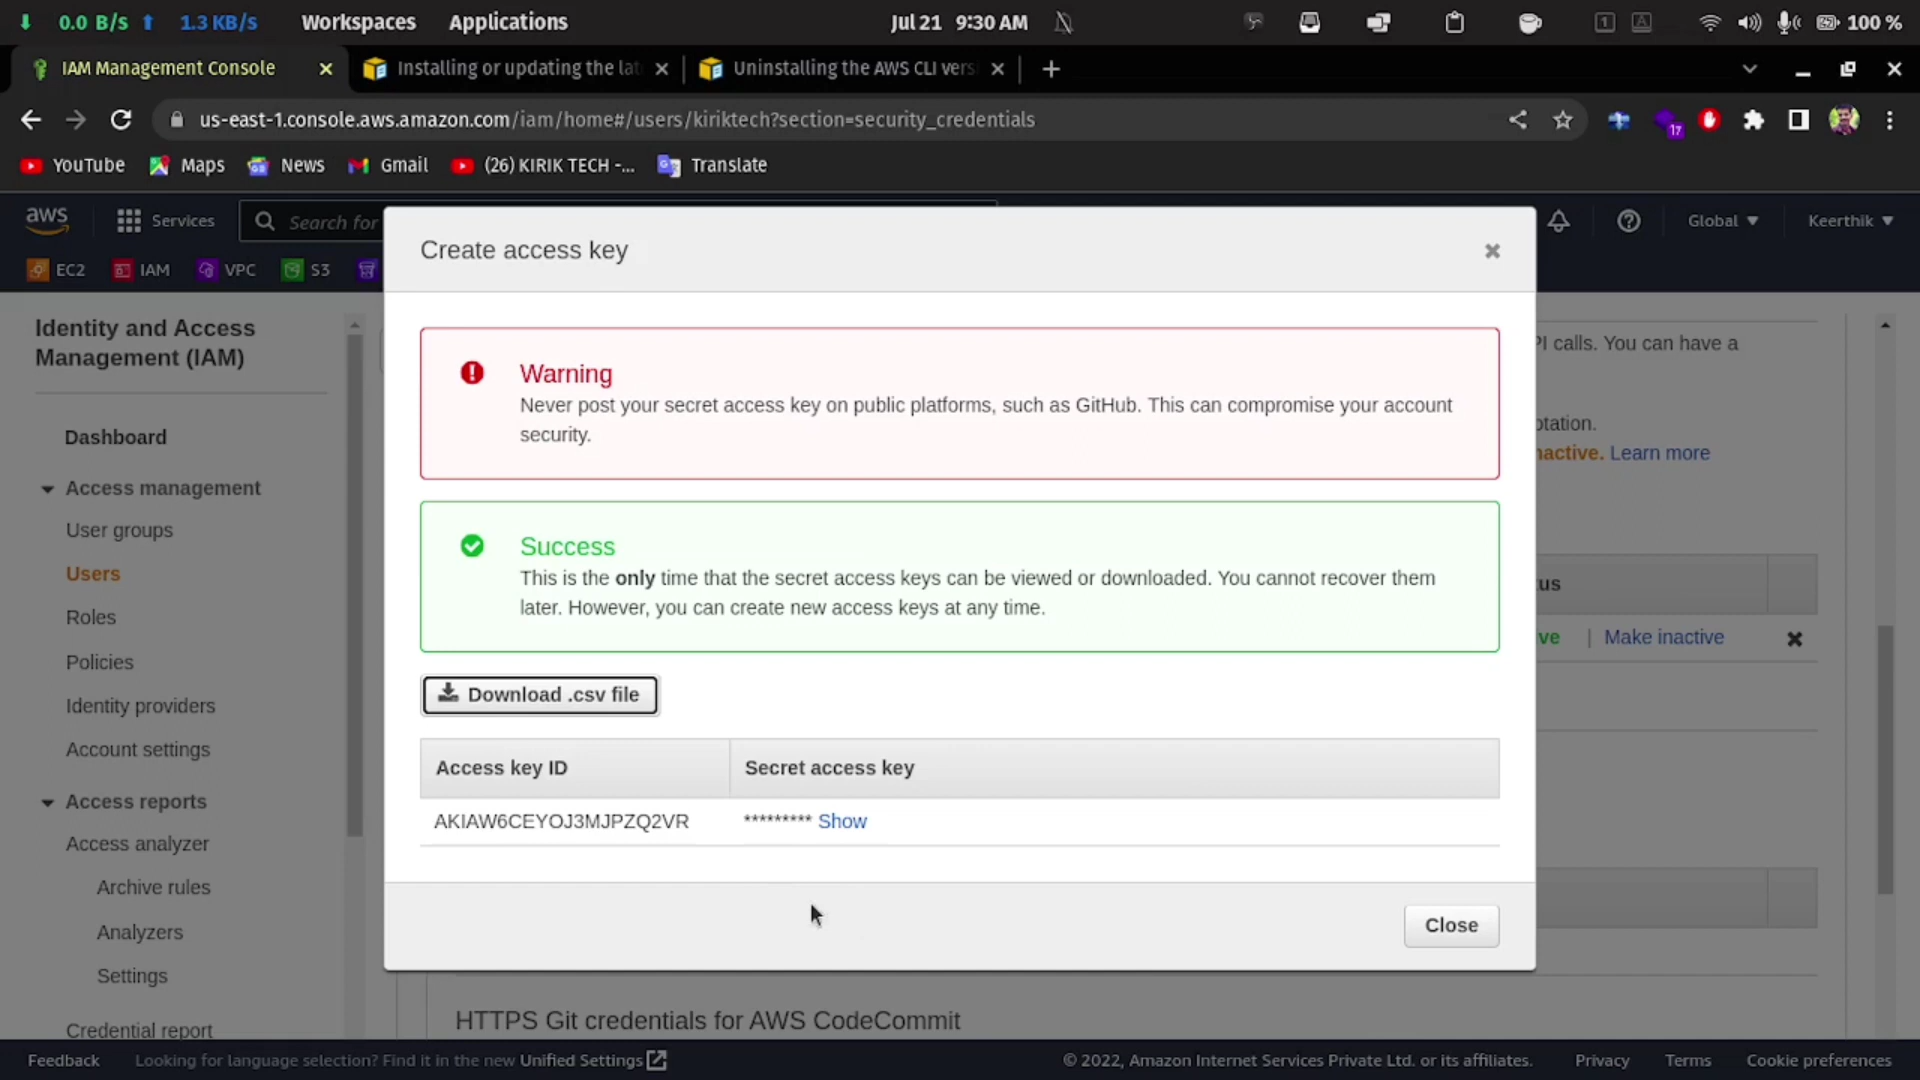 0.0 B/s 1.3 KB/s Workspaces Applications Jul 21 9:30 AM 1 A 100 %
IAM Management Console Installing or updating the lat Uninstalling the AWS CLI vers
us-east-1.console.aws.amazon.com/iam/home#/users/kiriktech?section=security_credentials 17
YouTube Maps News Gmail (26) KIRIK TECH -... Translate
aws Services Search for Global Keerthik
EC2 IAM VPC S3
Create access key
Identity and Access
Management (IAM)
Dashboard
Access management
User groups
Users
Roles
Policies
Identity providers
Account settings
Access reports
Access analyzer
Archive rules
Analyzers
Settings
Credential report
Warning
Never post your secret access key on public platforms, such as GitHub. This can compromise your account
security.
Success
This is the only time that the secret access keys can be viewed or downloaded. You cannot recover them
later. However, you can create new access keys at any time.
Download .csv file
Access key ID Secret access key
AKIAW6CEYOJ3MJPZQ2VR ********* Show
Close
PI calls. You can have a
otation.
nactive. Learn more
tus
ve | Make inactive
HTTPS Git credentials for AWS CodeCommit
Feedback Looking for language selection? Find it in the new Unified Settings © 2022, Amazon Internet Services Private Ltd. or its affiliates. Privacy Terms Cookie preferences